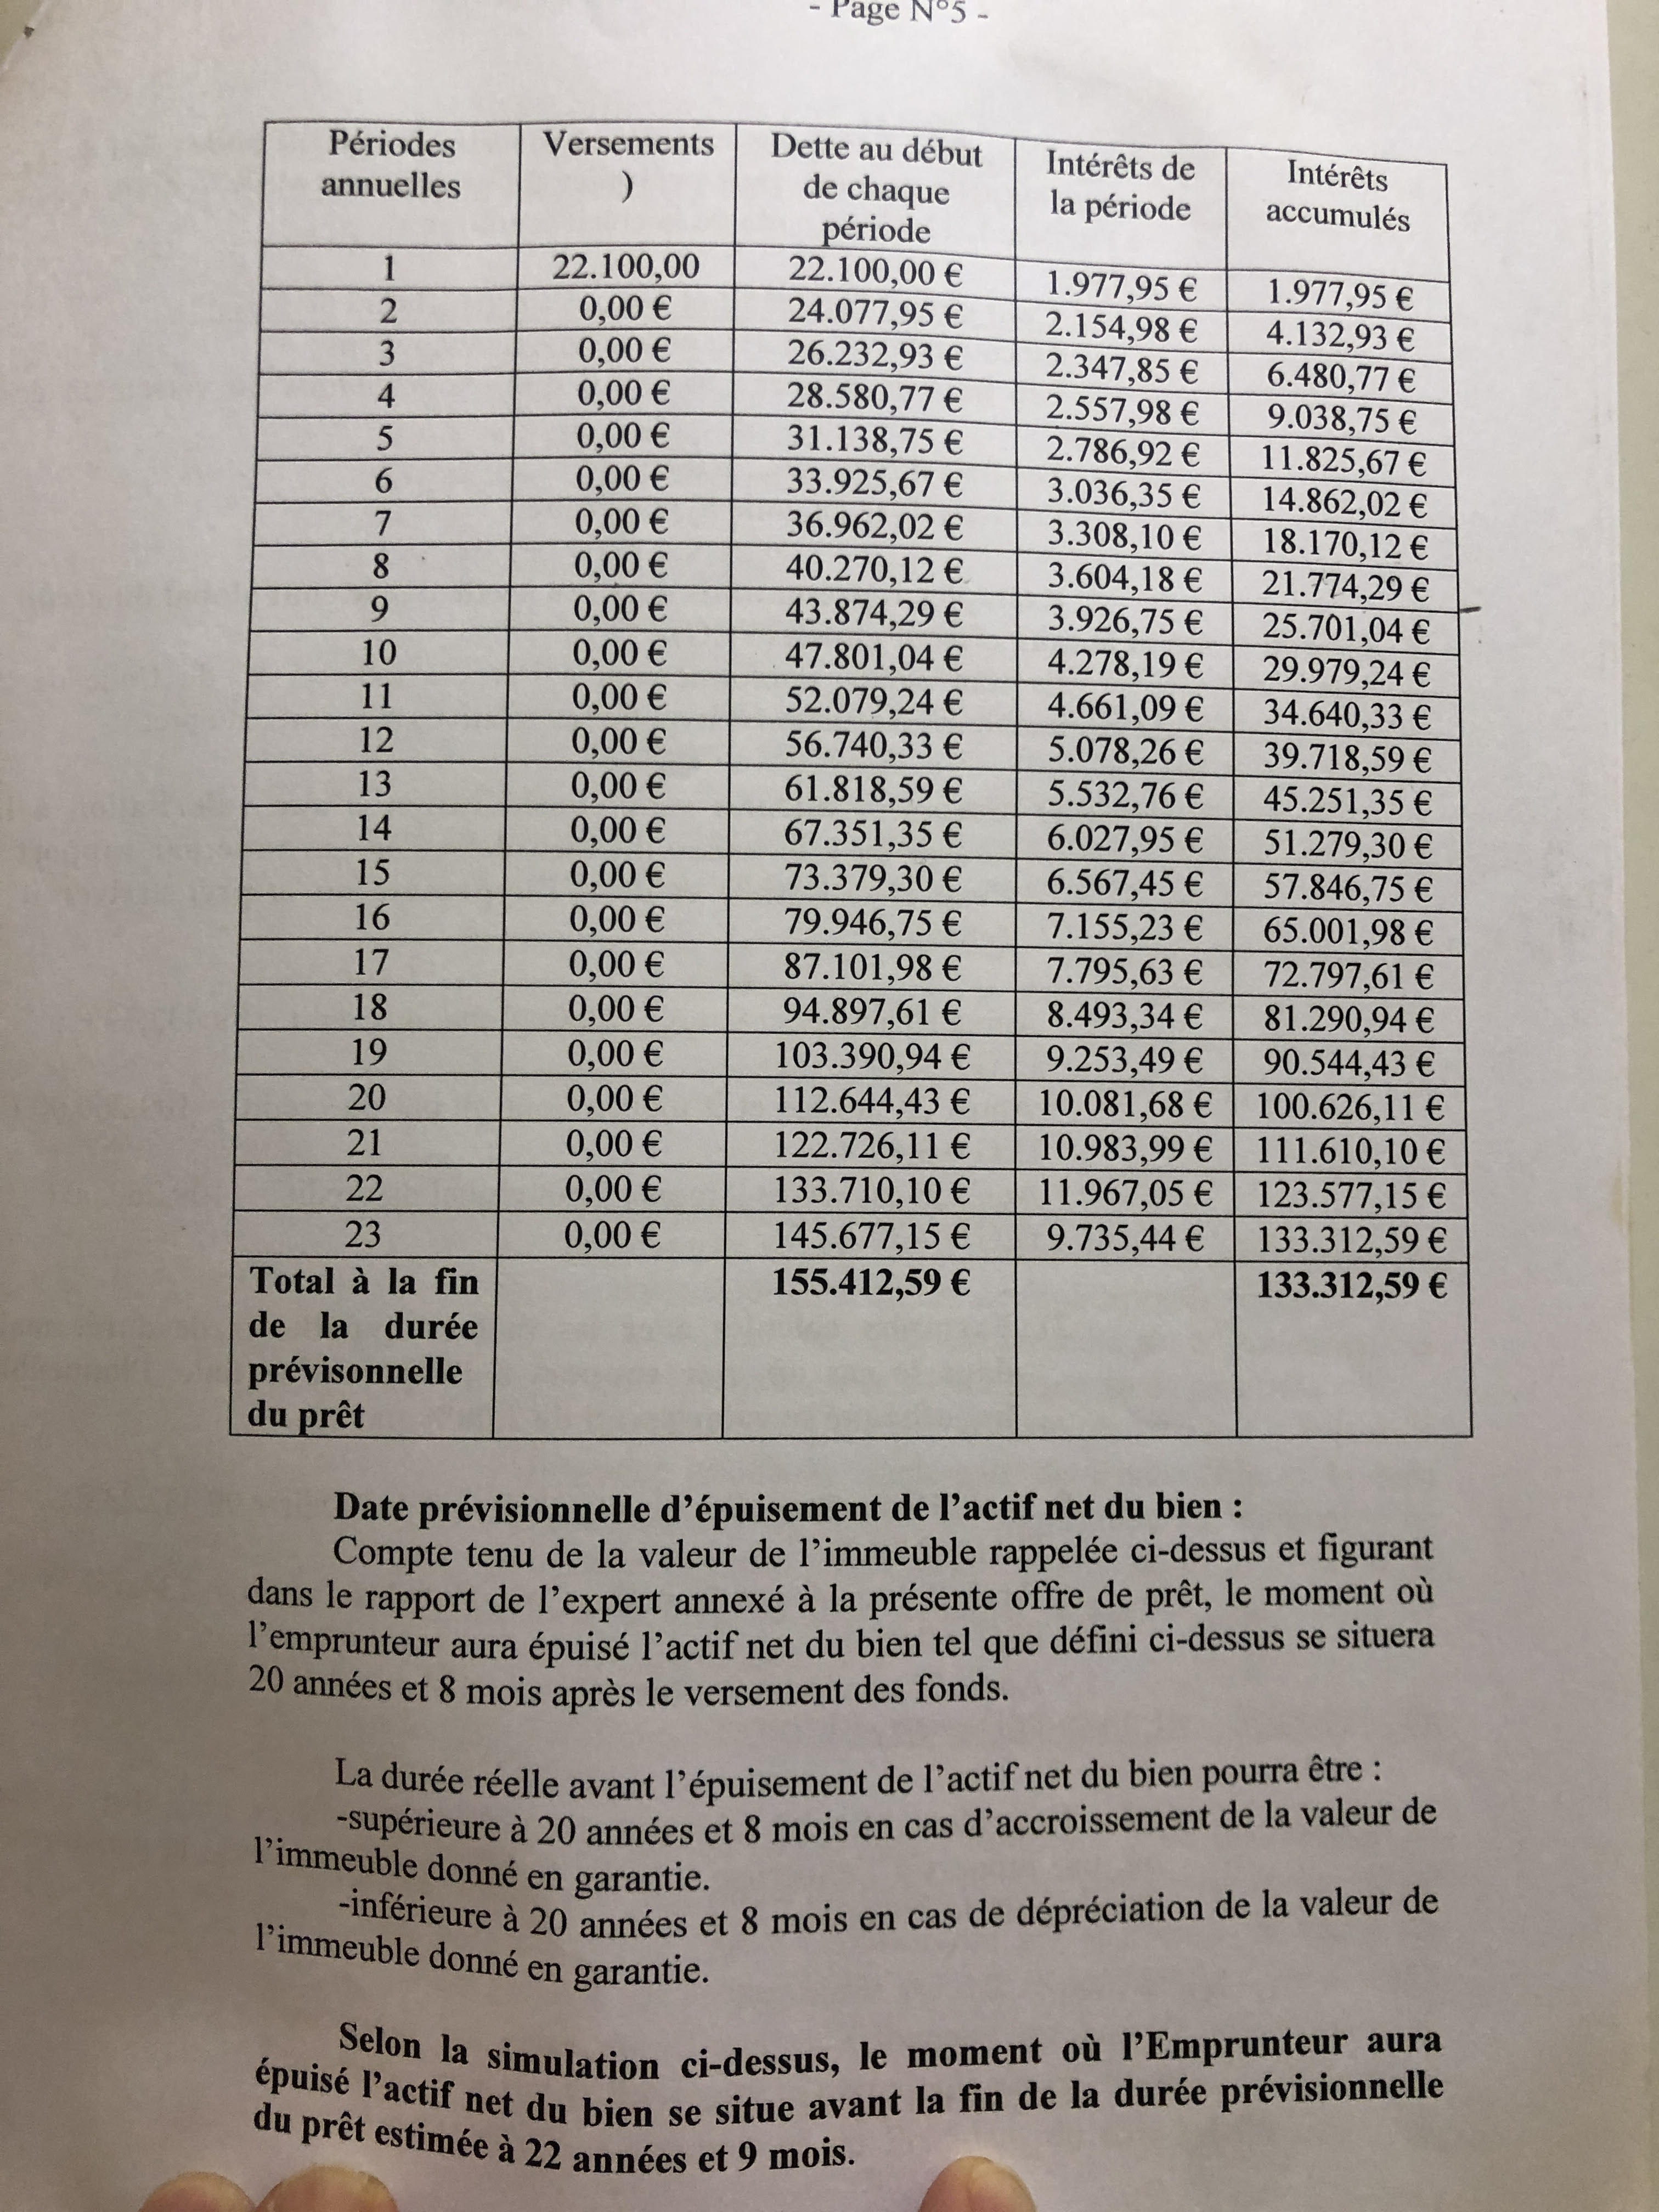 - Page N°5 -
Périodes annuelles Versements ) Dette au début de chaque période Intérêts de la période Intérêts accumulés
1 22.100,00 22.100,00 € 1.977,95 € 1.977,95 €
2 0,00 € 24.077,95 € 2.154,98 € 4.132,93 €
3 0,00 € 26.232,93 € 2.347,85 € 6.480,77 €
4 0,00 € 28.580,77 € 2.557,98 € 9.038,75 €
5 0,00 € 31.138,75 € 2.786,92 € 11.825,67 €
6 0,00 € 33.925,67 € 3.036,35 € 14.862,02 €
7 0,00 € 36.962,02 € 3.308,10 € 18.170,12 €
8 0,00 € 40.270,12 € 3.604,18 € 21.774,29 €
9 0,00 € 43.874,29 € 3.926,75 € 25.701,04 €
10 0,00 € 47.801,04 € 4.278,19 € 29.979,24 €
11 0,00 € 52.079,24 € 4.661,09 € 34.640,33 €
12 0,00 € 56.740,33 € 5.078,26 € 39.718,59 €
13 0,00 € 61.818,59 € 5.532,76 € 45.251,35 €
14 0,00 € 67.351,35 € 6.027,95 € 51.279,30 €
15 0,00 € 73.379,30 € 6.567,45 € 57.846,75 €
16 0,00 € 79.946,75 € 7.155,23 € 65.001,98 €
17 0,00 € 87.101,98 € 7.795,63 € 72.797,61 €
18 0,00 € 94.897,61 € 8.493,34 € 81.290,94 €
19 0,00 € 103.390,94 € 9.253,49 € 90.544,43 €
20 0,00 € 112.644,43 € 10.081,68 € 100.626,11 €
21 0,00 € 122.726,11 € 10.983,99 € 111.610,10 €
22 0,00 € 133.710,10 € 11.967,05 € 123.577,15 €
23 0,00 € 145.677,15 € 9.735,44 € 133.312,59 €
Total à la fin 155.412,59 € 133.312,59 €
de la durée
prévisonnelle
du prêt
Date prévisionnelle d'épuisement de l'actif net du bien :
Compte tenu de la valeur de l'immeuble rappelée ci-dessus et figurant
dans le rapport de l'expert annexé à la présente offre de prêt, le moment où
l'emprunteur aura épuisé l'actif net du bien tel que défini ci-dessus se situera
20 années et 8 mois après le versement des fonds.
La durée réelle avant l'épuisement de l'actif net du bien pourra être :
-supérieure à 20 années et 8 mois en cas d'accroissement de la valeur de
l'immeuble donné en garantie.
-inférieure à 20 années et 8 mois en cas de dépréciation de la valeur de
l'immeuble donné en garantie.
Selon la simulation ci-dessus, le moment où l'Emprunteur aura
épuisé l'actif net du bien se situe avant la fin de la durée prévisionnelle
du prêt estimée à 22 années et 9 mois.